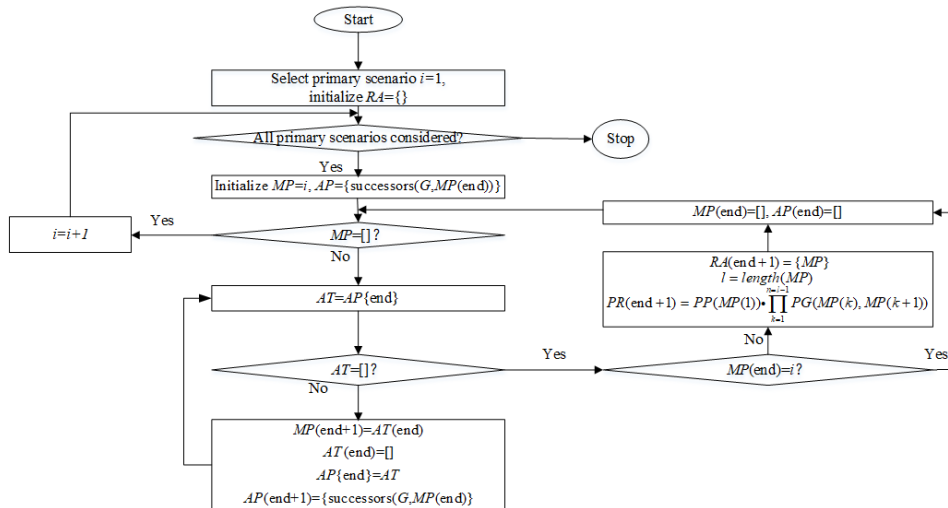 Start
Select primary scenario i=1,
initialize RA={}
All primary scenarios considered?
Stop
Yes
Initialize MP=i, AP={successors(G,MP(end))}
MP(end)=[], AP(end)=[]
i=i+1
Yes
MP=[]?
No
RA(end+1) = {MP}
l = length(MP)
PR(end+1) = PP(MP(1))•∏_{k=1}^{n=i-1} PG(MP(k), MP(k+1))
AT=AP{end}
No
Yes
AT=[]?
Yes
MP(end)=i?
No
MP(end+1)=AT(end)
AT(end)=[]
AP{end}=AT
AP(end+1)={successors(G,MP(end)}